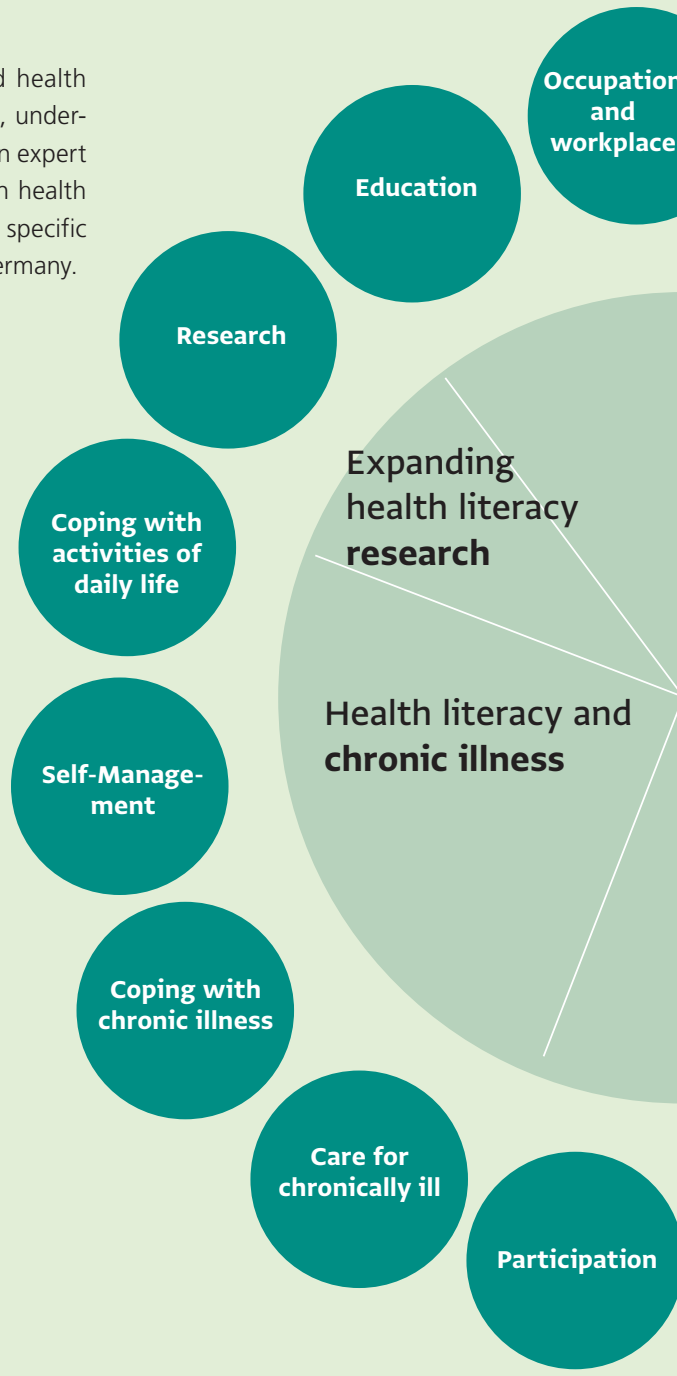 health
, under-
expert
health
specific
ermany.
Occupation
and
workplace
Education
Research
Expanding
health literacy
research
Coping with
activities of
daily life
Health literacy and
chronic illness
Self-Manage-
ment
Coping with
chronic illness
Care for
chronically ill
Participation